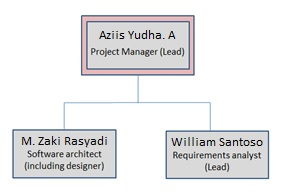 Aziis Yudha. A
Project Manager (Lead)
M. Zaki Rasyadi
Software architect
(including designer)
William Santoso
Requirements analyst
(Lead)